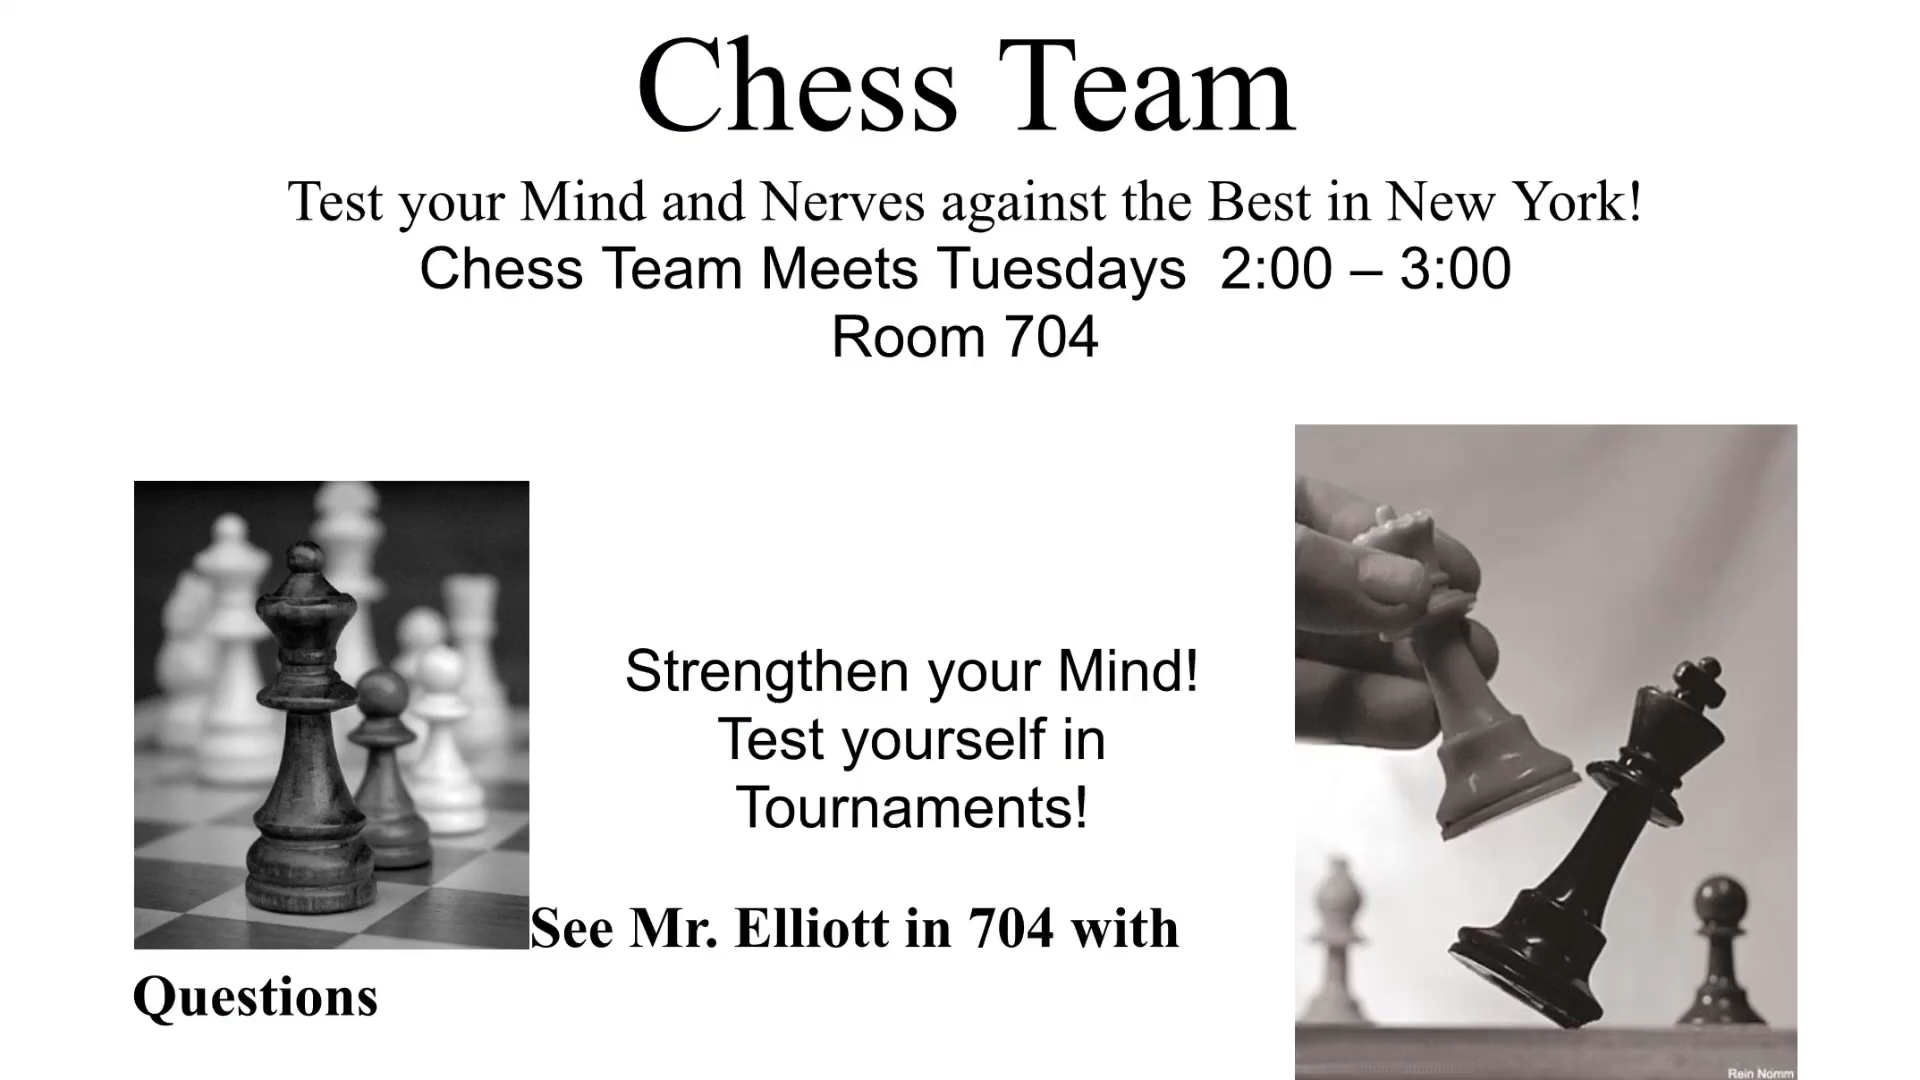 Chess Team
Test your Mind and Nerves against the Best in New York!
Chess Team Meets Tuesdays  2:00 – 3:00
Room 704
Strengthen your Mind!
Test yourself in
Tournaments!
See Mr. Elliott in 704 with
Questions
Rein Nomm